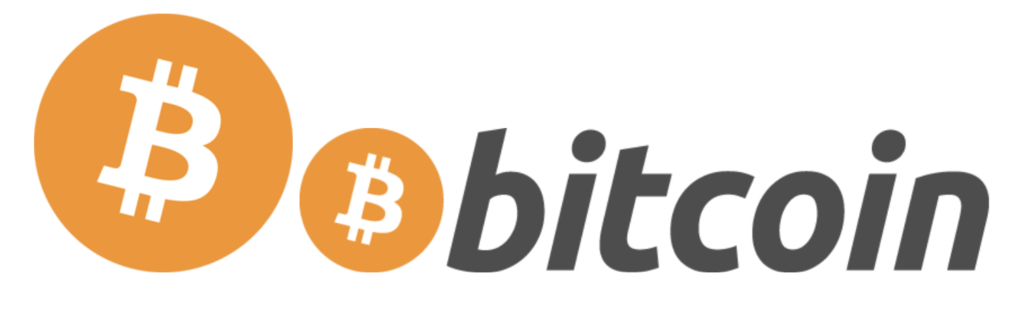 ₿ ₿ bitcoin